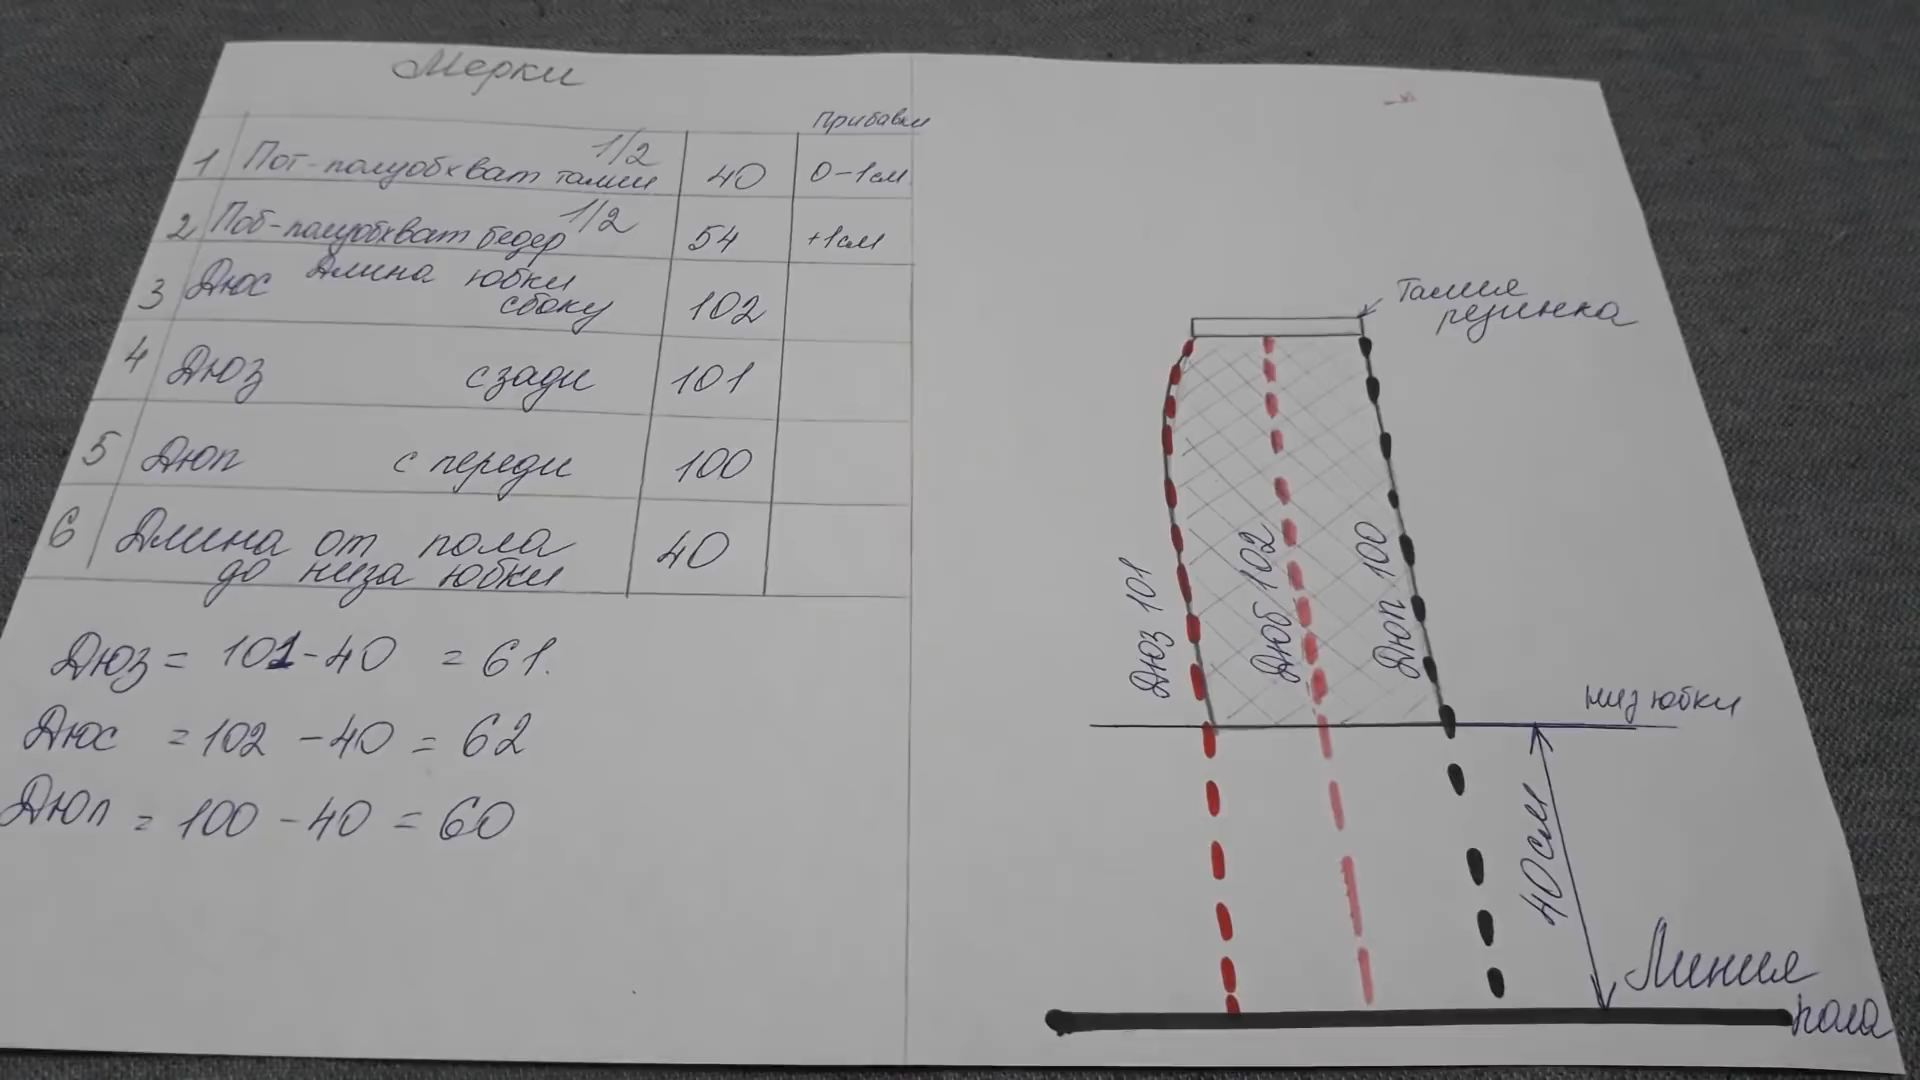 Мерки
Прибавки
1 Пот-полуобхват талии 1/2 40 0-1см
2 Поб-полуобхват бедер 1/2 54 +1см
3 Дюс Длина юбки
сбоку 102
4 Дюз сзади 101
5 Дюп с переди 100
6 Длина от пола
до низа юбки 40
Дюз = 101-40 = 61.
Дюс = 102 - 40 = 62
Дюп = 100 - 40 = 60
Талия
резинка
Дюз 101
Дюб 102
Дюп 100
низ юбки
40см
Линия
пола